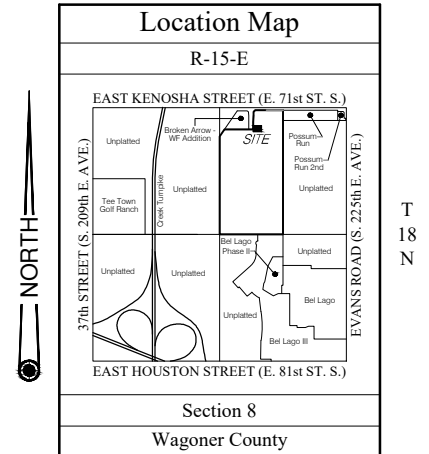 Location Map
R-15-E
EAST KENOSHA STREET (E. 71st ST. S.)
Broken Arrow -
WF Addition
SITE
Possum
Run
Possum
Run 2nd
Unplatted
Unplatted
Unplatted
Tee Town
Golf Ranch
Creek Turnpike
37th STREET (S. 209th E. AVE.)
EVANS ROAD (S. 225th E. AVE.)
T
18
N
NORTH
Bel Lago
Phase II
Unplatted
Unplatted
Unplatted
Bel Lago
Unplatted
Bel Lago III
EAST HOUSTON STREET (E. 81st ST. S.)
Section 8
Wagoner County